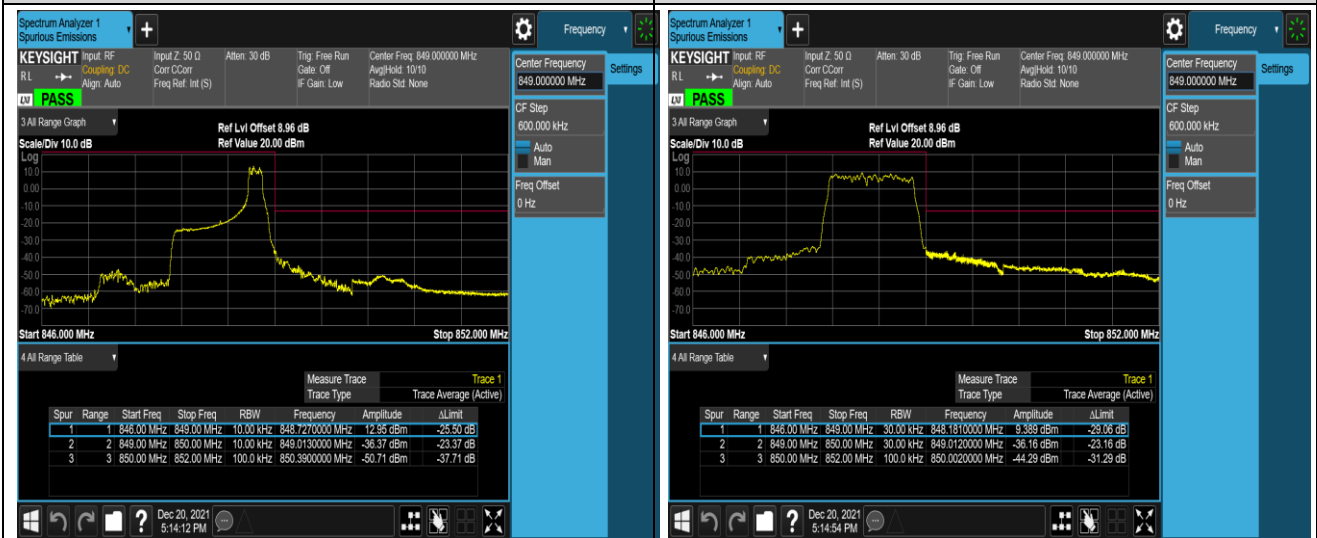 Spectrum Analyzer 1
Spurious Emissions
+
Frequency
KEYSIGHT
RL
LXI PASS
Input: RF
Coupling: DC
Align: Auto
Input Z: 50 Ω
Corr CCorr
Freq Ref: Int (S)
Atten: 30 dB
Trig: Free Run
Gate: Off
IF Gain: Low
Center Freq: 849.000000 MHz
Avg|Hold: 10/10
Radio Std: None
Center Frequency
849.000000 MHz
Settings
CF Step
600.000 kHz
Auto
Man
Freq Offset
0 Hz
3 All Range Graph
Ref Lvl Offset 8.96 dB
Scale/Div 10.0 dB
Ref Value 20.00 dBm
Log
10.0
0.00
-10.0
-20.0
-30.0
-40.0
-50.0
-60.0
-70.0
Start 846.000 MHz
Stop 852.000 MHz
4 All Range Table
Measure Trace Trace 1
Trace Type Trace Average (Active)
Spur Range Start Freq Stop Freq RBW Frequency Amplitude ΔLimit
1 1 846.00 MHz 849.00 MHz 10.00 kHz 848.7270000 MHz 12.95 dBm -25.50 dB
2 2 849.00 MHz 850.00 MHz 10.00 kHz 849.0130000 MHz -36.37 dBm -23.37 dB
3 3 850.00 MHz 852.00 MHz 100.0 kHz 850.3900000 MHz -50.71 dBm -37.71 dB
?
Dec 20, 2021
5:14:12 PM
Spectrum Analyzer 1
Spurious Emissions
+
Frequency
KEYSIGHT
RL
LXI PASS
Input: RF
Coupling: DC
Align: Auto
Input Z: 50 Ω
Corr CCorr
Freq Ref: Int (S)
Atten: 30 dB
Trig: Free Run
Gate: Off
IF Gain: Low
Center Freq: 849.000000 MHz
Avg|Hold: 10/10
Radio Std: None
Center Frequency
849.000000 MHz
Settings
CF Step
600.000 kHz
Auto
Man
Freq Offset
0 Hz
3 All Range Graph
Ref Lvl Offset 8.96 dB
Scale/Div 10.0 dB
Ref Value 20.00 dBm
Log
10.0
0.00
-10.0
-20.0
-30.0
-40.0
-50.0
-60.0
-70.0
Start 846.000 MHz
Stop 852.000 MHz
4 All Range Table
Measure Trace Trace 1
Trace Type Trace Average (Active)
Spur Range Start Freq Stop Freq RBW Frequency Amplitude ΔLimit
1 1 846.00 MHz 849.00 MHz 30.00 kHz 848.1810000 MHz 9.389 dBm -29.06 dB
2 2 849.00 MHz 850.00 MHz 30.00 kHz 849.0120000 MHz -36.16 dBm -23.16 dB
3 3 850.00 MHz 852.00 MHz 100.0 kHz 850.0020000 MHz -44.29 dBm -31.29 dB
?
Dec 20, 2021
5:14:54 PM